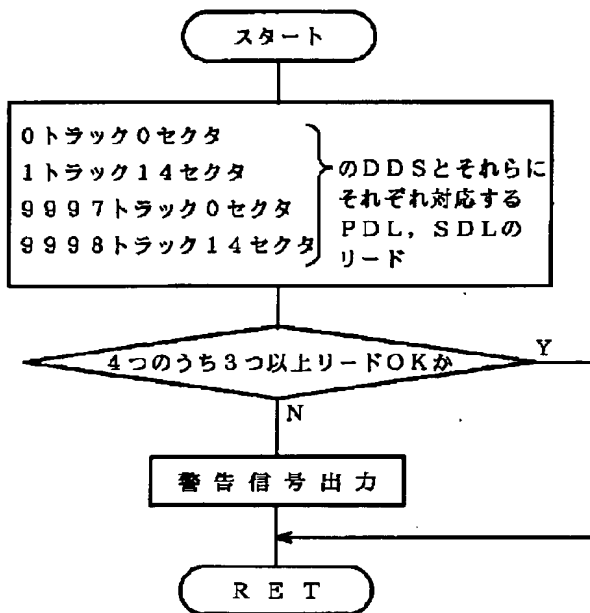 スタート
0トラック0セクタ
1トラック14セクタ
9997トラック0セクタ
9998トラック14セクタ
のDDSとそれらに
それぞれ対応する
PDL,SDLの
リード
4つのうち3つ以上リードOKか
Y
N
警告信号出力
RET